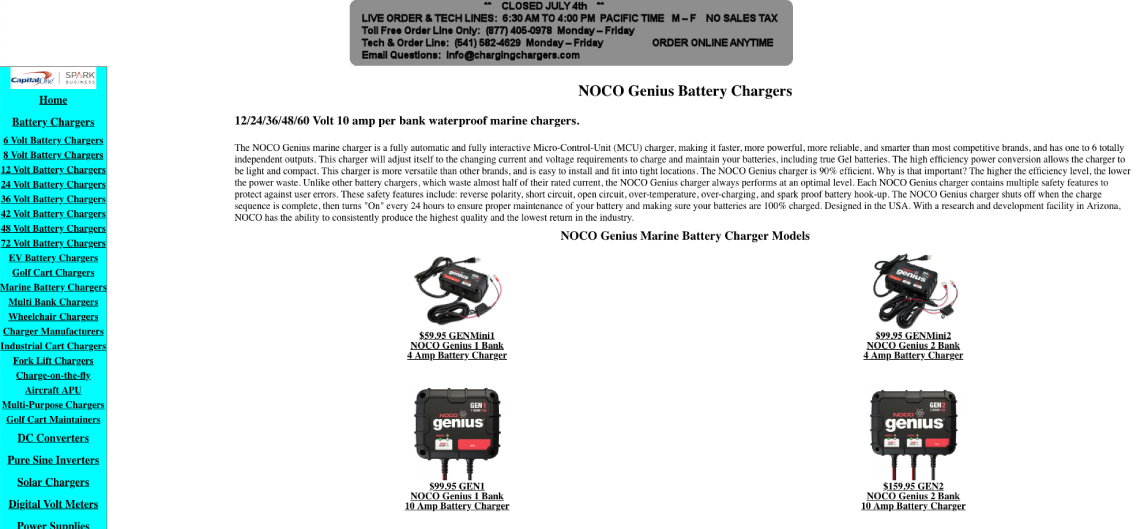 ** CLOSED JULY 4th **
LIVE ORDER & TECH LINES: 6:30 AM TO 4:00 PM PACIFIC TIME M – F NO SALES TAX
Toll Free Order Line Only: (877) 405-0978 Monday – Friday
Tech & Order Line: (541) 582-4629 Monday – Friday ORDER ONLINE ANYTIME
Email Questions: info@chargingchargers.com
Capital One | SPARK BUSINESS
Home
Battery Chargers
6 Volt Battery Chargers
8 Volt Battery Chargers
12 Volt Battery Chargers
24 Volt Battery Chargers
36 Volt Battery Chargers
42 Volt Battery Chargers
48 Volt Battery Chargers
72 Volt Battery Chargers
EV Battery Chargers
Golf Cart Chargers
Marine Battery Chargers
Multi Bank Chargers
Wheelchair Chargers
Charger Manufacturers
Industrial Cart Chargers
Fork Lift Chargers
Charge-on-the-fly
Aircraft APU
Multi-Purpose Chargers
Golf Cart Maintainers
DC Converters
Pure Sine Inverters
Solar Chargers
Digital Volt Meters
Power Supplies
NOCO Genius Battery Chargers
12/24/36/48/60 Volt 10 amp per bank waterproof marine chargers.
The NOCO Genius marine charger is a fully automatic and fully interactive Micro-Control-Unit (MCU) charger, making it faster, more powerful, more reliable, and smarter than most competitive brands, and has one to 6 totally
independent outputs. This charger will adjust itself to the changing current and voltage requirements to charge and maintain your batteries, including true Gel batteries. The high efficiency power conversion allows the charger to
be light and compact. This charger is more versatile than other brands, and is easy to install and fit into tight locations. The NOCO Genius charger is 90% efficient. Why is that important? The higher the efficiency level, the lower
the power waste. Unlike other battery chargers, which waste almost half of their rated current, the NOCO Genius charger always performs at an optimal level. Each NOCO Genius charger contains multiple safety features to
protect against user errors. These safety features include: reverse polarity, short circuit, open circuit, over-temperature, over-charging, and spark proof battery hook-up. The NOCO Genius charger shuts off when the charge
sequence is complete, then turns "On" every 24 hours to ensure proper maintenance of your battery and making sure your batteries are 100% charged. Designed in the USA. With a research and development facility in Arizona,
NOCO has the ability to consistently produce the highest quality and the lowest return in the industry.
NOCO Genius Marine Battery Charger Models
genius
$59.95 GENMini1
NOCO Genius 1 Bank
4 Amp Battery Charger
genius
$99.95 GENMini2
NOCO Genius 2 Bank
4 Amp Battery Charger
GEN1
NOCO
genius
$99.95 GEN1
NOCO Genius 1 Bank
10 Amp Battery Charger
GEN2
NOCO
genius
$159.95 GEN2
NOCO Genius 2 Bank
10 Amp Battery Charger